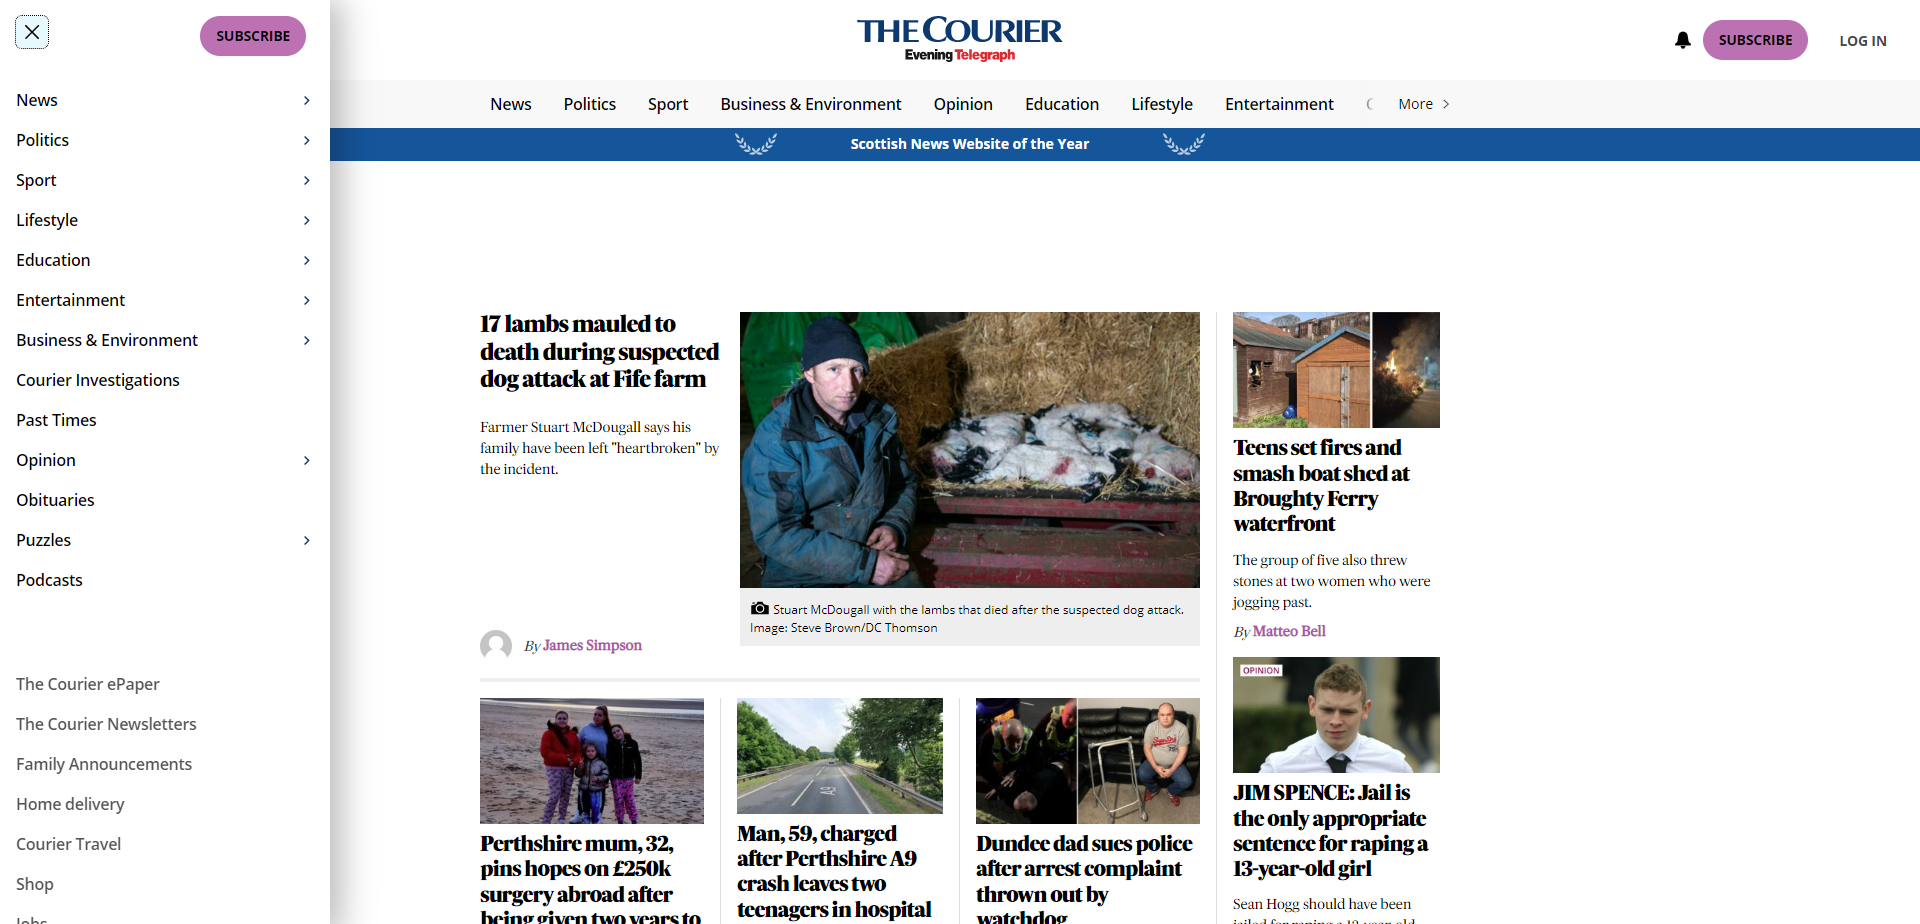 SUBSCRIBE
News
Politics
Sport
Lifestyle
Education
Entertainment
Business & Environment
Courier Investigations
Past Times
Opinion
Obituaries
Puzzles
Podcasts
The Courier ePaper
The Courier Newsletters
Family Announcements
Home delivery
Courier Travel
Shop
Jobs
THE COURIER
Evening Telegraph
SUBSCRIBE
LOG IN
News Politics Sport Business & Environment Opinion Education Lifestyle Entertainment More
Scottish News Website of the Year
17 lambs mauled to
death during suspected
dog attack at Fife farm
Farmer Stuart McDougall says his
family have been left "heartbroken" by
the incident.
By James Simpson
Stuart McDougall with the lambs that died after the suspected dog attack.
Image: Steve Brown/DC Thomson
Teens set fires and
smash boat shed at
Broughty Ferry
waterfront
The group of five also threw
stones at two women who were
jogging past.
By Matteo Bell
A9
Perthshire mum, 32,
pins hopes on £250k
surgery abroad after
being given two years to
Man, 59, charged
after Perthshire A9
crash leaves two
teenagers in hospital
Dundee dad sues police
after arrest complaint
thrown out by
watchdog
OPINION
JIM SPENCE: Jail is
the only appropriate
sentence for raping a
13-year-old girl
Sean Hogg should have been
jailed for raping a 13-year-old